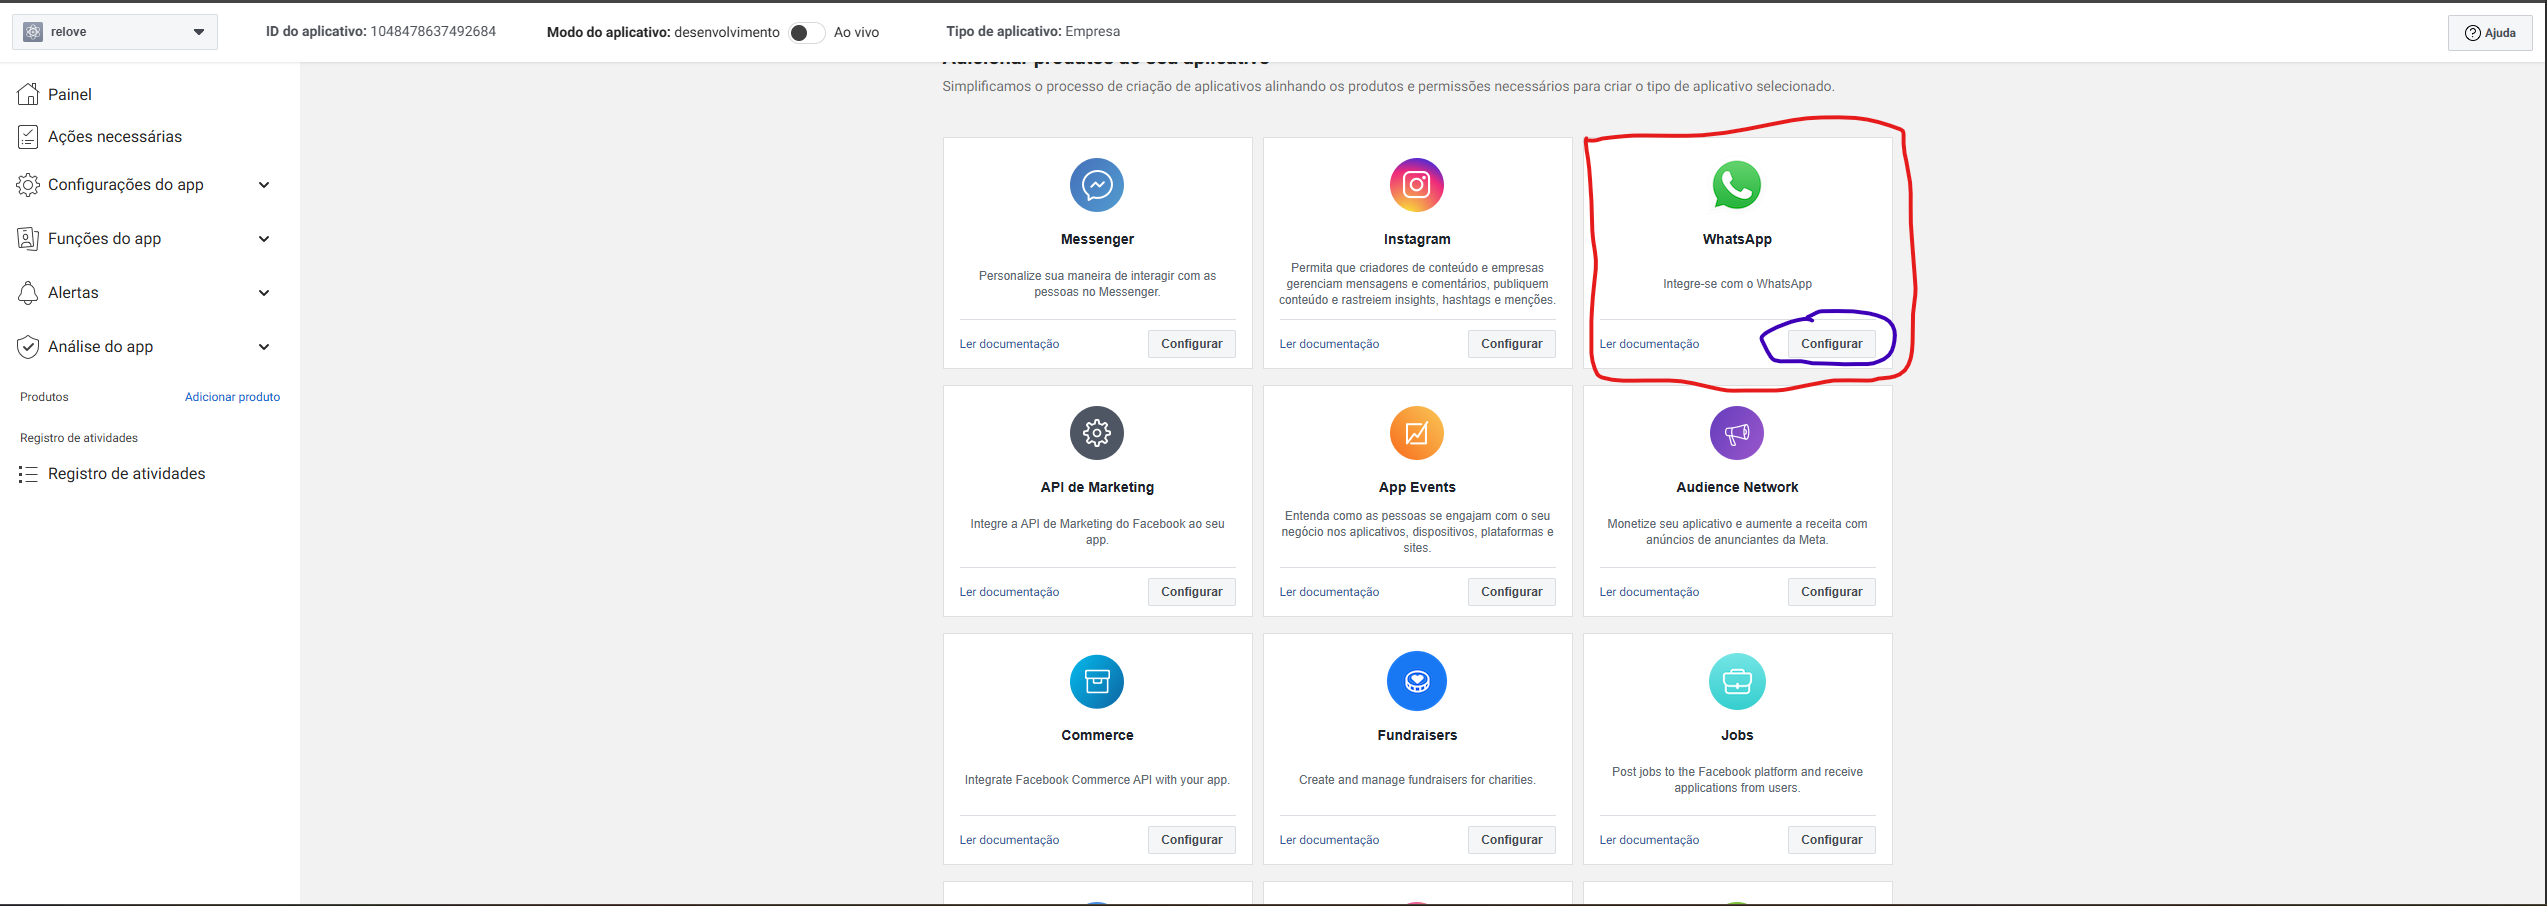 relove
ID do aplicativo: 1048478637492684
Modo do aplicativo: desenvolvimento
Ao vivo
Tipo de aplicativo: Empresa
Ajuda
Painel
Ações necessárias
Configurações do app
Funções do app
Alertas
Análise do app
Produtos
Adicionar produto
Registro de atividades
Registro de atividades
Adicionar produtos ao seu aplicativo
Simplificamos o processo de criação de aplicativos alinhando os produtos e permissões necessários para criar o tipo de aplicativo selecionado.
Messenger
Personalize sua maneira de interagir com as
pessoas no Messenger.
Ler documentação
Configurar
Instagram
Permita que criadores de conteúdo e empresas
gerenciam mensagens e comentários, publiquem
conteúdo e rastreiem insights, hashtags e menções.
Ler documentação
Configurar
WhatsApp
Integre-se com o WhatsApp
Ler documentação
Configurar
API de Marketing
Integre a API de Marketing do Facebook ao seu
app.
Ler documentação
Configurar
App Events
Entenda como as pessoas se engajam com o seu
negócio nos aplicativos, dispositivos, plataformas e
sites.
Ler documentação
Configurar
Audience Network
Monetize seu aplicativo e aumente a receita com
anúncios de anunciantes da Meta.
Ler documentação
Configurar
Commerce
Integrate Facebook Commerce API with your app.
Ler documentação
Configurar
Fundraisers
Create and manage fundraisers for charities.
Ler documentação
Configurar
Jobs
Post jobs to the Facebook platform and receive
applications from users.
Ler documentação
Configurar